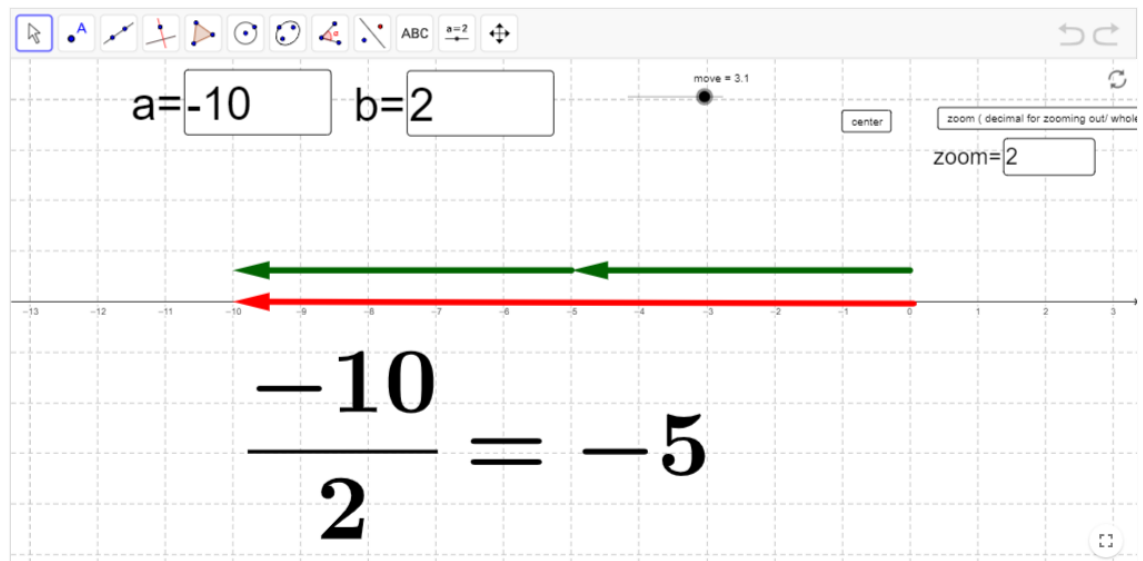 A
ABC
a=2
a=-10
b=2
move = 3.1
center
zoom ( decimal for zooming out/ whole
zoom=2
-13 -12 -11 -10 -9 -8 -7 -6 -5 -4 -3 -2 -1 0 1 2 3
−10
2
= −5